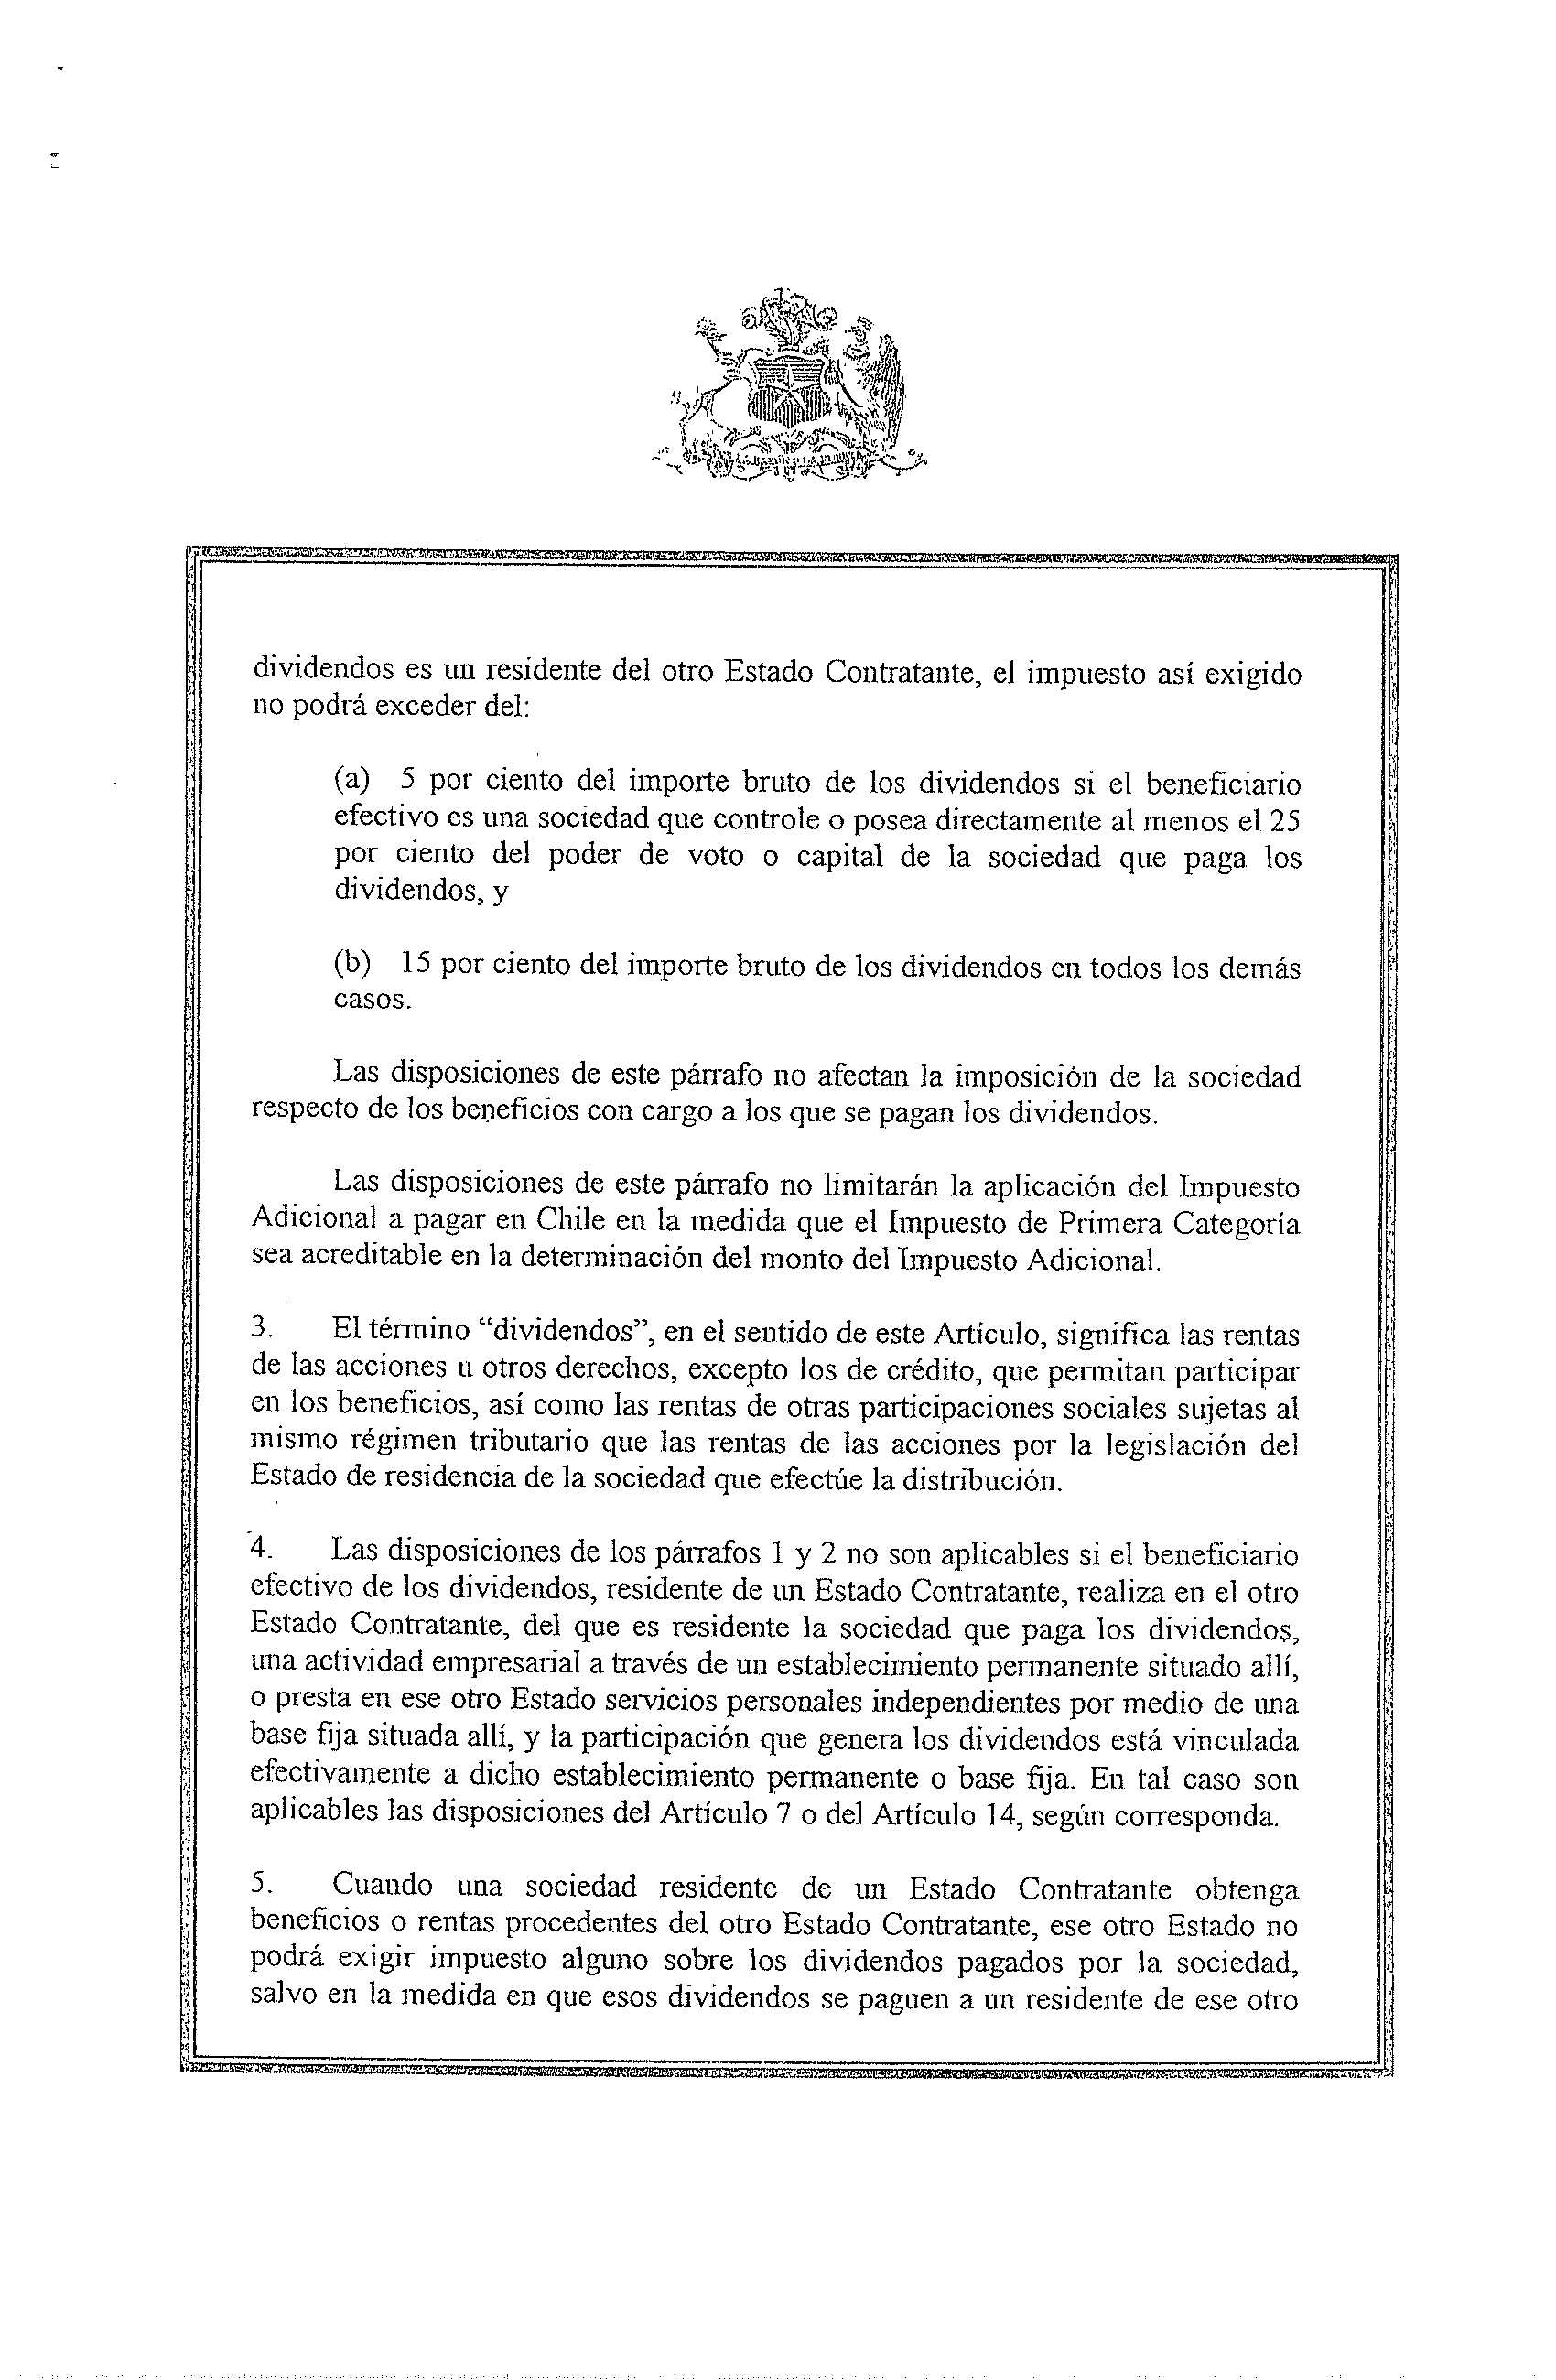 dividendos es un residente del otro Estado Contratante, el impuesto así exigido
no podrá exceder del:
(a) 5 por ciento del importe bruto de los dividendos si el beneficiario
efectivo es una sociedad que controle o posea directamente al menos el 25
por ciento del poder de voto o capital de la sociedad que paga los
dividendos, y
(b) 15 por ciento del importe bruto de los dividendos en todos los demás
casos.
Las disposiciones de este párrafo no afectan la imposición de la sociedad
respecto de los beneficios con cargo a los que se pagan los dividendos.
Las disposiciones de este párrafo no limitarán la aplicación del Impuesto
Adicional a pagar en Chile en la medida que el Impuesto de Primera Categoría
sea acreditable en la determinación del monto del Impuesto Adicional.
3. El término “dividendos”, en el sentido de este Artículo, significa las rentas
de las acciones u otros derechos, excepto los de crédito, que permitan participar
en los beneficios, así como las rentas de otras participaciones sociales sujetas al
mismo régimen tributario que las rentas de las acciones por la legislación del
Estado de residencia de la sociedad que efectúe la distribución.
4. Las disposiciones de los párrafos 1 y 2 no son aplicables si el beneficiario
efectivo de los dividendos, residente de un Estado Contratante, realiza en el otro
Estado Contratante, del que es residente la sociedad que paga los dividendos,
una actividad empresarial a través de un establecimiento permanente situado allí,
o presta en ese otro Estado servicios personales independientes por medio de una
base fija situada allí, y la participación que genera los dividendos está vinculada
efectivamente a dicho establecimiento permanente o base fija. En tal caso son
aplicables las disposiciones del Artículo 7 o del Artículo 14, según corresponda.
5. Cuando una sociedad residente de un Estado Contratante obtenga
beneficios o rentas procedentes del otro Estado Contratante, ese otro Estado no
podrá exigir impuesto alguno sobre los dividendos pagados por la sociedad,
salvo en la medida en que esos dividendos se paguen a un residente de ese otro